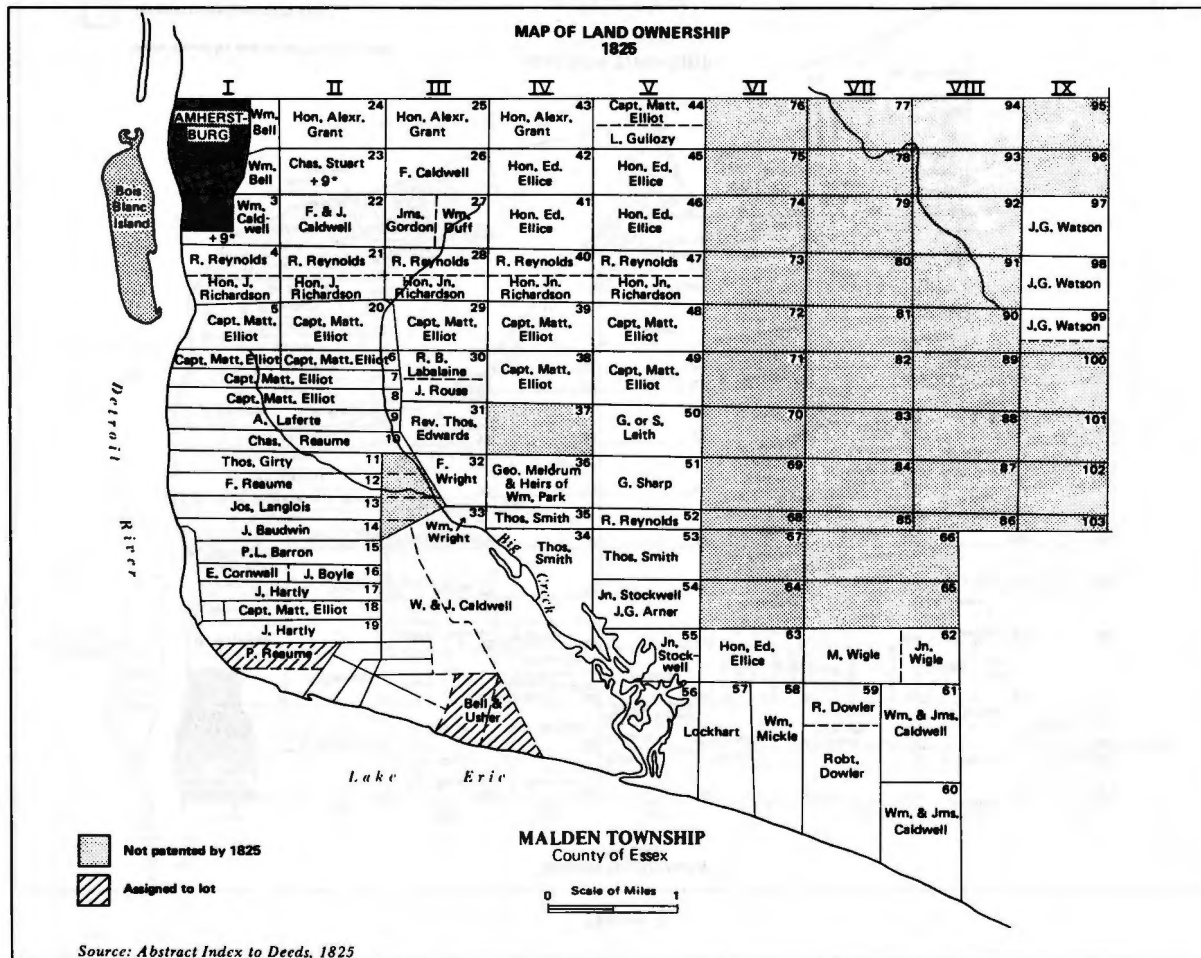 MAP OF LAND OWNERSHIP
1825
I II III IV V VI VII VIII IX
AMHERST-
BURG
Wm.
Bell
24
Hon. Alexr.
Grant
25
Hon. Alexr.
Grant
43
Hon. Alexr.
Grant
44
Capt. Matt.
Elliot
L. Gullozy
76
77
94
95
Wm.
Bell
23
Chas. Stuart
+9*
26
F. Caldwell
42
Hon. Ed.
Ellice
45
Hon. Ed.
Ellice
75
78
93
96
Bois
Blanc
Island
3
Wm.
Cald-
well
+9*
22
F. & J.
Caldwell
27
Jms.
Gordon
Wm.
Duff
41
Hon. Ed.
Ellice
46
Hon. Ed.
Ellice
74
79
92
97
J.G. Watson
4
R. Reynolds
Hon. J.
Richardson
21
R. Reynolds
Hon. J.
Richardson
28
R. Reynolds
Hon. Jn.
Richardson
40
R. Reynolds
Hon. Jn.
Richardson
47
R. Reynolds
Hon. Jn.
Richardson
73
80
91
98
J.G. Watson
5
Capt. Matt.
Elliot
20
Capt. Matt.
Elliot
29
Capt. Matt.
Elliot
39
Capt. Matt.
Elliot
48
Capt. Matt.
Elliot
72
81
90
99
J.G. Watson
Capt. Matt. Elliot
Capt. Matt. Elliot
6
Capt. Matt. Elliot
7
Capt. Matt. Elliot
8
R. B.
Labalaine
30
J. Rouse
38
Capt. Matt.
Elliot
49
Capt. Matt.
Elliot
71
82
89
100
A. Laferte
9
Chas. Reaume
10
31
Rev. Thos.
Edwards
37
50
G. or S.
Leith
70
83
88
101
Thos. Girty
11
F. Reaume
12
Jos. Langlois
13
F.
Wright
32
36
Geo. Meldrum
& Heirs of
Wm. Park
51
G. Sharp
69
84
87
102
J. Baudwin
14
33
Wm.
Wright
Thos. Smith
35
R. Reynolds
52
68
85
86
103
P.L. Barron
15
E. Cornwall
J. Boyle
16
J. Hartly
17
Capt. Matt. Elliot
18
J. Hartly
19
P. Reaume
W. & J. Caldwell
Big
Creek
34
Thos.
Smith
53
Thos. Smith
67
66
54
Jn. Stockwell
J.G. Arner
64
65
55
Jn.
Stock-
well
63
Hon. Ed.
Ellice
M. Wigle
62
Jn.
Wigle
Bell &
Usher
56
57
Lockhart
58
Wm.
Mickle
59
R. Dowler
Robt.
Dowler
61
Wm. & Jms.
Caldwell
60
Wm. & Jms.
Caldwell
Detroit River
Lake Erie
Not patented by 1825
Assigned to lot
MALDEN TOWNSHIP
County of Essex
Scale of Miles
0 1
Source: Abstract Index to Deeds, 1825